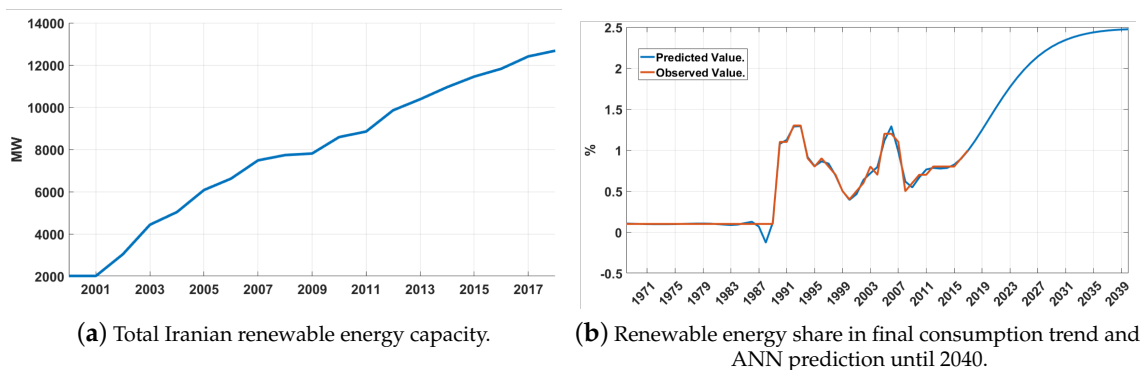 14000
12000
10000
8000
6000
4000
2000
MW
2001 2003 2005 2007 2009 2011 2013 2015 2017
(a) Total Iranian renewable energy capacity.
2.5
2
1.5
1
0.5
0
-0.5
%
Predicted Value.
Observed Value.
1971 1975 1979 1983 1987 1991 1995 1999 2003 2007 2011 2015 2019 2023 2027 2031 2035 2039
(b) Renewable energy share in final consumption trend and
ANN prediction until 2040.